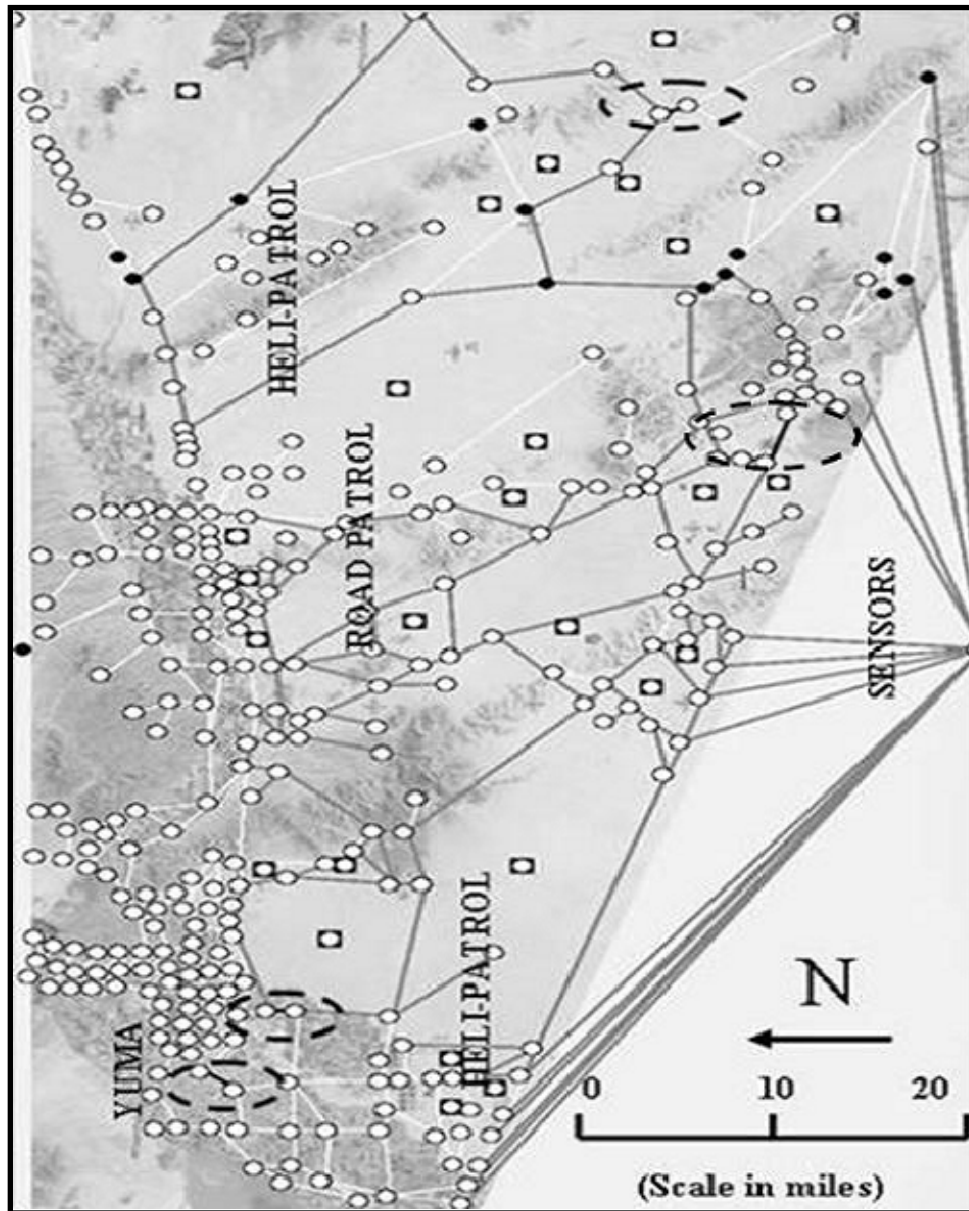 HELI-PATROL
ROAD PATROL
SENSORS
YUMA
HELI-PATROL
N
0 10 20
(Scale in miles)